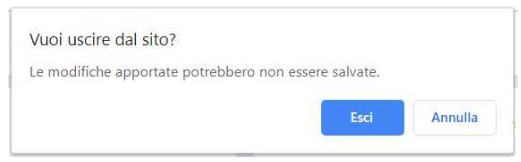 Vuoi uscire dal sito?
Le modifiche apportate potrebbero non essere salvate.
Esci Annulla